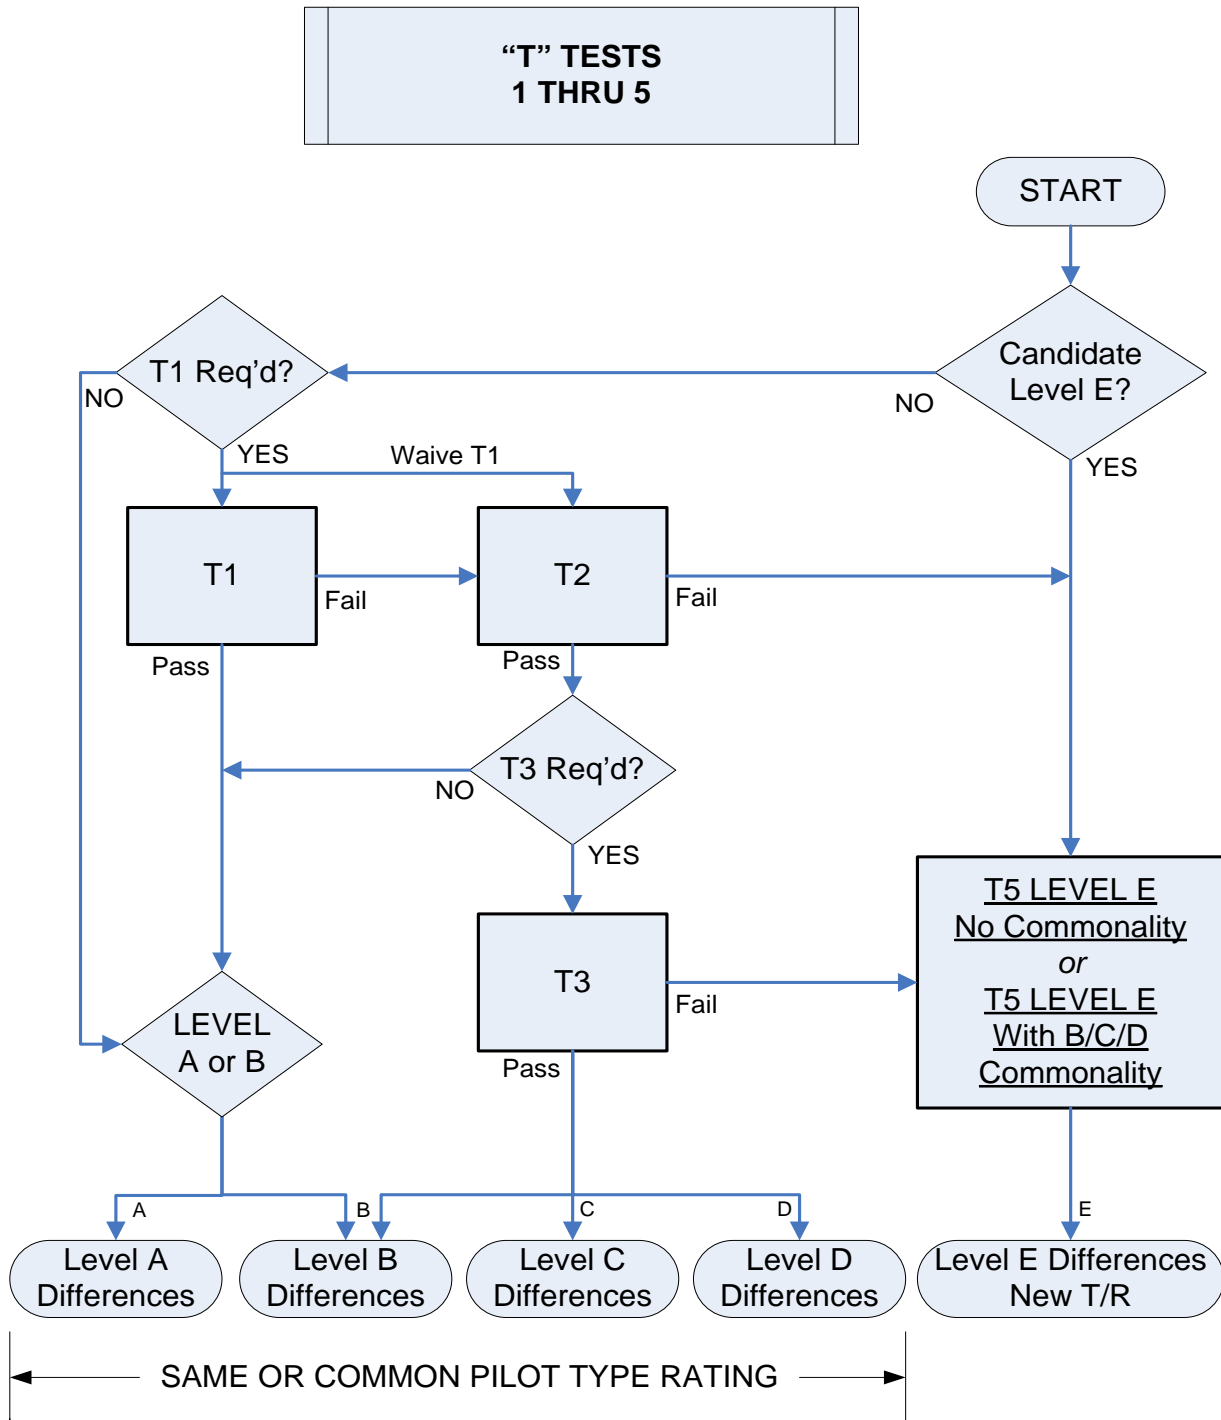 “T” TESTS
1 THRU 5
START
Candidate
Level E?
NO
YES
T1 Req’d?
NO
YES
Waive T1
T1
Fail
Pass
T2
Fail
Pass
T3 Req’d?
NO
YES
T3
Fail
Pass
T5 LEVEL E
No Commonality
or
T5 LEVEL E
With B/C/D
Commonality
LEVEL
A or B
A
B
C
D
E
Level A
Differences
Level B
Differences
Level C
Differences
Level D
Differences
Level E Differences
New T/R
SAME OR COMMON PILOT TYPE RATING